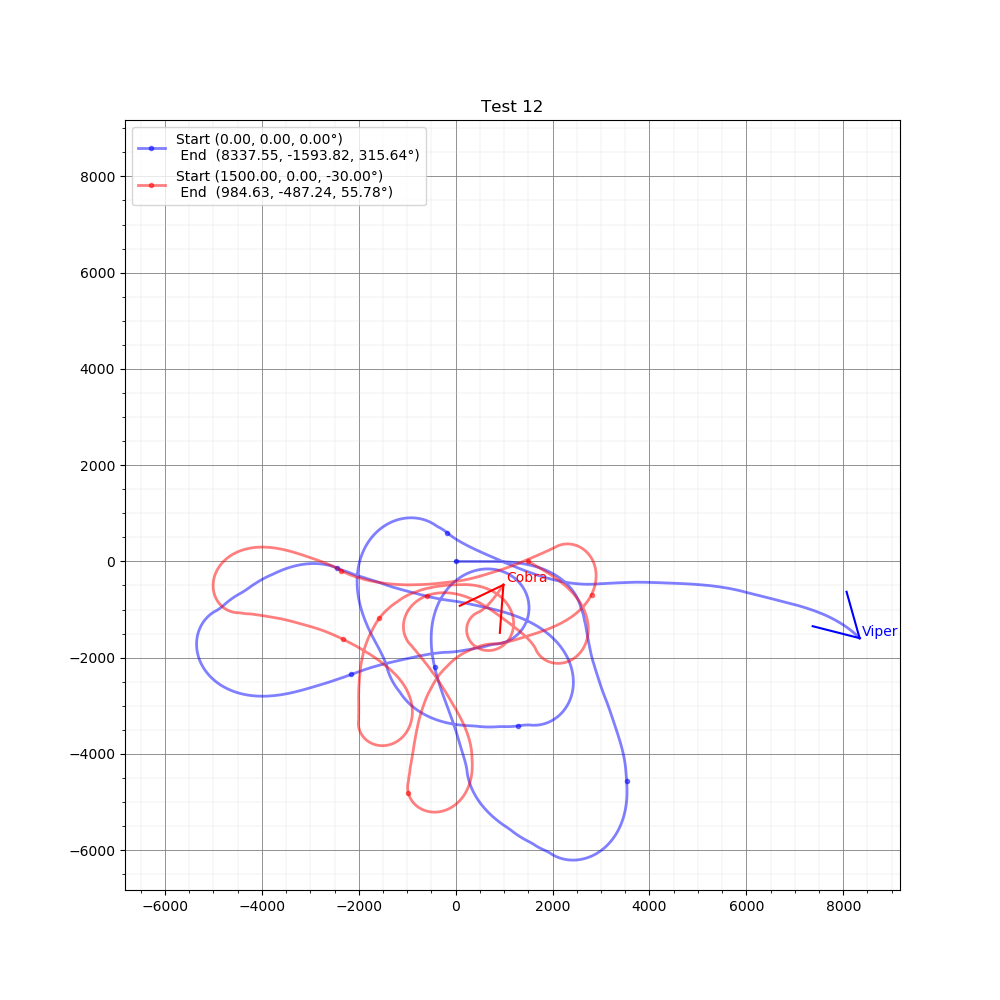 Test 12
Start (0.00, 0.00, 0.00°)
End (8337.55, -1593.82, 315.64°)
Start (1500.00, 0.00, -30.00°)
End (984.63, -487.24, 55.78°)
8000
6000
4000
2000
0
−2000
−4000
−6000
Cobra
Viper
−6000 −4000 −2000 0 2000 4000 6000 8000